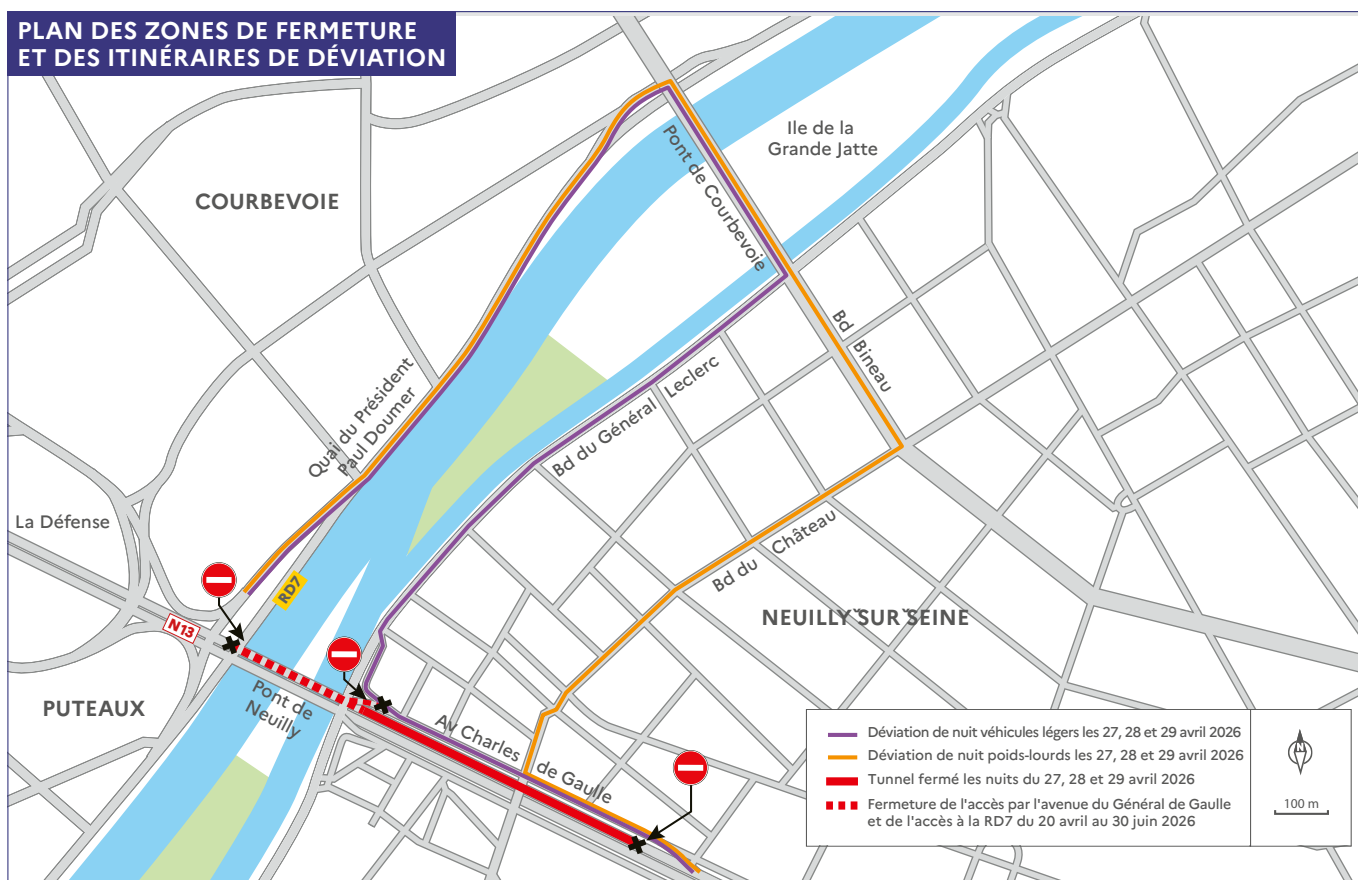 PLAN DES ZONES DE FERMETURE
ET DES ITINÉRAIRES DE DÉVIATION
COURBEVOIE
Ile de la
Grande Jatte
Pont de Courbevoie
Bd Bineau
Quai du Président
Paul Doumer
Bd du Général Leclerc
La Défense
Bd du Château
RD7
N13
NEUILLY SUR SEINE
PUTEAUX
Pont de
Neuilly
Av Charles de Gaulle
Déviation de nuit véhicules légers les 27, 28 et 29 avril 2026
Déviation de nuit poids-lourds les 27, 28 et 29 avril 2026
Tunnel fermé les nuits du 27, 28 et 29 avril 2026
Fermeture de l'accès par l'avenue du Général de Gaulle
et de l'accès à la RD7 du 20 avril au 30 juin 2026
N
100 m